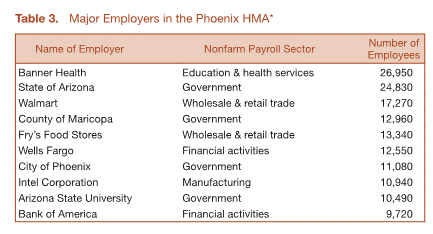 Table 3. Major Employers in the Phoenix HMA*
Name of Employer Nonfarm Payroll Sector Number of Employees
Banner Health Education & health services 26,950
State of Arizona Government 24,830
Walmart Wholesale & retail trade 17,270
County of Maricopa Government 12,960
Fry's Food Stores Wholesale & retail trade 13,340
Wells Fargo Financial activities 12,550
City of Phoenix Government 11,080
Intel Corporation Manufacturing 10,940
Arizona State University Government 10,490
Bank of America Financial activities 9,720